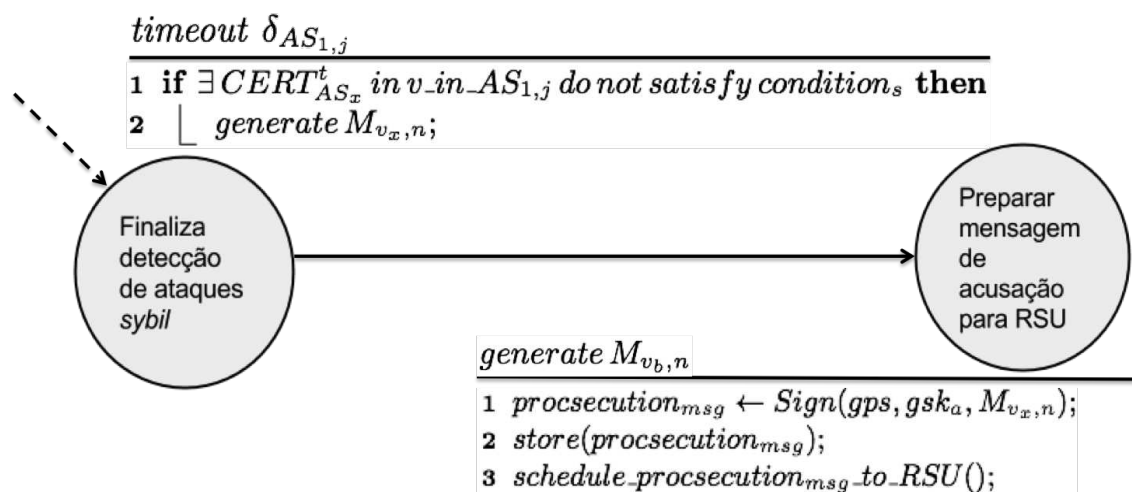 timeout δ_{AS_{1,j}}
1 if ∃ CERT^t_{AS_x} in v_in_AS_{1,j} do not satisfy condition_s then
2 generate M_{v_x,n};
Finaliza
detecção
de ataques
sybil
Preparar
mensagem
de
acusação
para RSU
generate M_{v_b,n}
1 procsecution_{msg} ← Sign(gps, gsk_a, M_{v_x,n});
2 store(procsecution_{msg});
3 schedule_procsecution_{msg}_to_RSU();